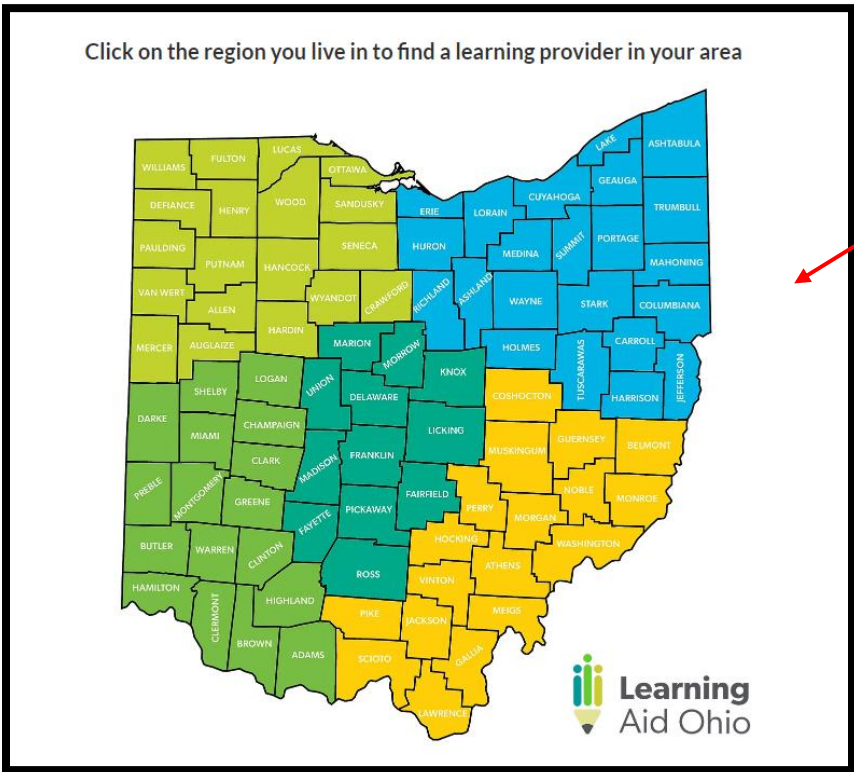 Click on the region you live in to find a learning provider in your area
LAKE
ASHTABULA
LUCAS
FULTON
WILLIAMS
OTTAWA
GEAUGA
CUYAHOGA
DEFIANCE
HENRY
WOOD
SANDUSKY
ERIE
LORAIN
TRUMBULL
PAULDING
SENECA
HURON
MEDINA
SUMMIT
PORTAGE
PUTNAM
HANCOCK
MAHONING
VAN WERT
ALLEN
WYANDOT
CRAWFORD
RICHLAND
ASHLAND
WAYNE
STARK
COLUMBIANA
HARDIN
MERCER
AUGLAIZE
MARION
MORROW
HOLMES
TUSCARAWAS
CARROLL
JEFFERSON
SHELBY
LOGAN
UNION
DELAWARE
KNOX
COSHOCTON
HARRISON
DARKE
MIAMI
CHAMPAIGN
LICKING
MUSKINGUM
GUERNSEY
BELMONT
CLARK
MADISON
FRANKLIN
PREBLE
MONTGOMERY
GREENE
FAYETTE
PICKAWAY
FAIRFIELD
PERRY
MORGAN
NOBLE
MONROE
BUTLER
WARREN
CLINTON
HOCKING
WASHINGTON
HAMILTON
ROSS
VINTON
ATHENS
CLERMONT
HIGHLAND
PIKE
JACKSON
MEIGS
BROWN
ADAMS
SCIOTO
GALLIA
LAWRENCE
Learning
Aid Ohio